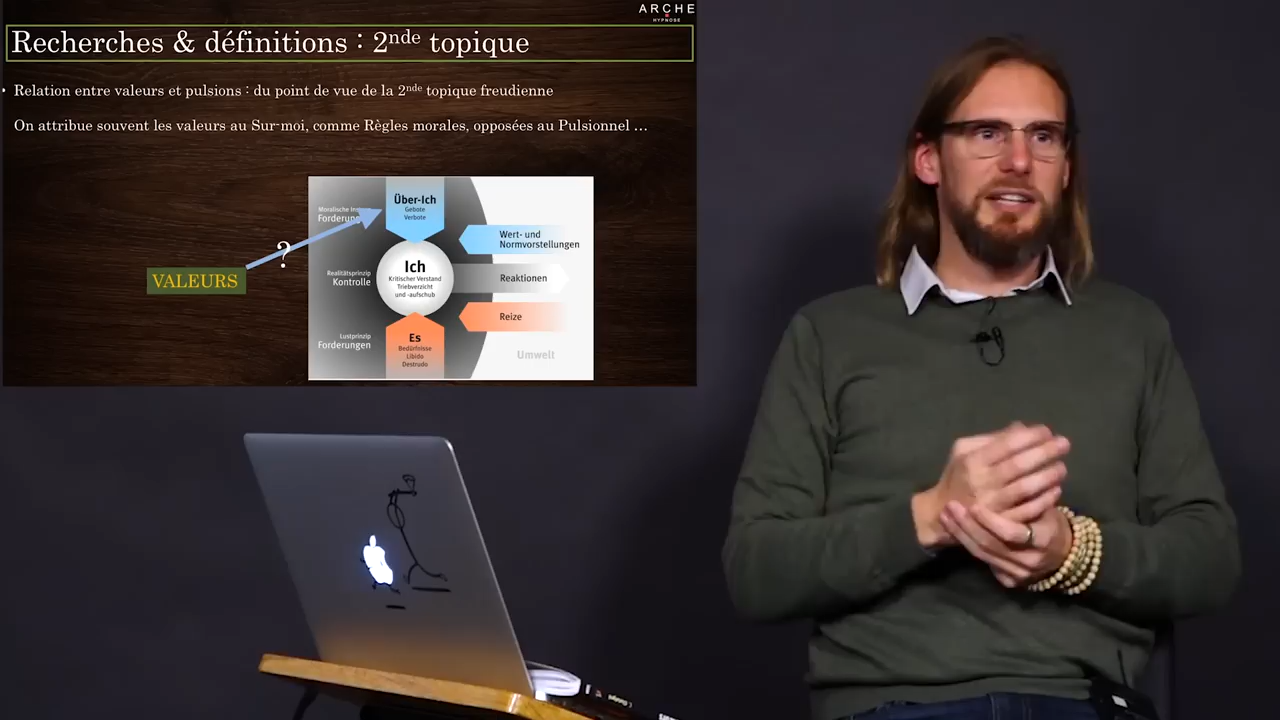 ARCHE
HYPNOSE
Recherches & définitions : 2nde topique
• Relation entre valeurs et pulsions : du point de vue de la 2nde topique freudienne
On attribue souvent les valeurs au Sur-moi, comme Règles morales, opposées au Pulsionnel ...
Über-Ich
Gebote
Verbote
Moralische
Wert- und
Normvorstellungen
?
VALEURS
Ich
Kritischer Verstand
Triebverzicht
und -aufschub
Realitätsprinzip
Kontrolle
Reaktionen
Reize
Es
Bedürfnisse
Libido
Destrudo
Lustprinzip
Forderungen
Umwelt